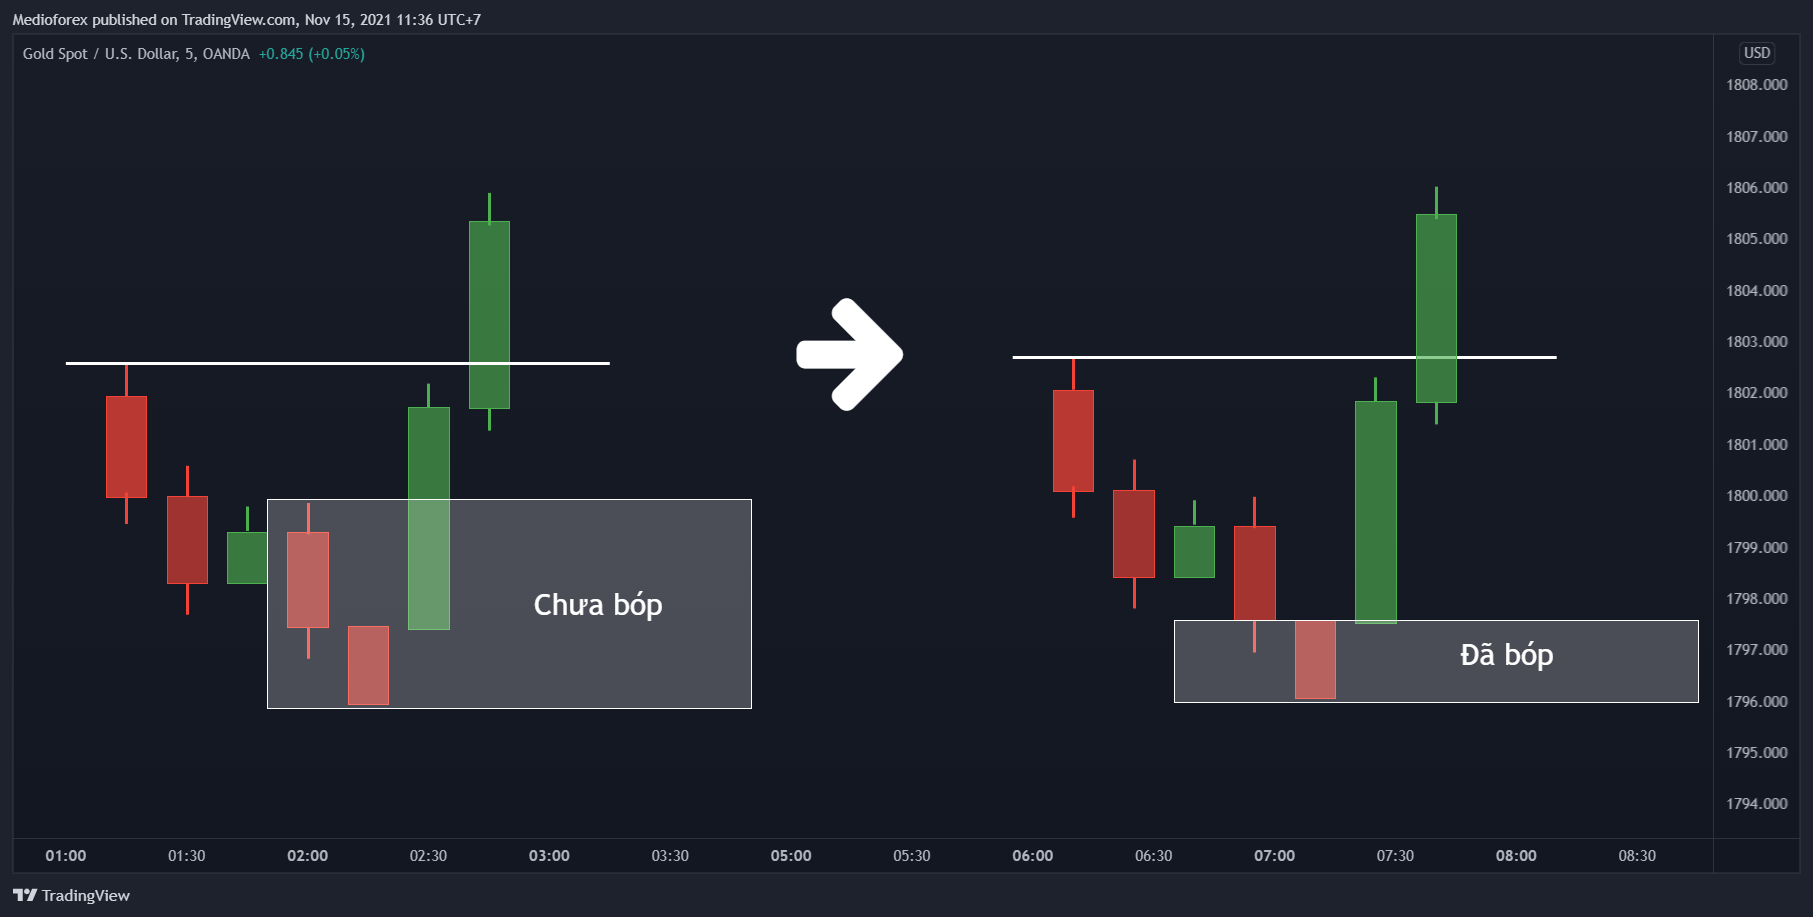 Medioforex published on TradingView.com, Nov 15, 2021 11:36 UTC+7
Gold Spot / U.S. Dollar, 5, OANDA +0.845 (+0.05%)
USD
1808.000
1807.000
1806.000
1805.000
1804.000
1803.000
1802.000
1801.000
1800.000
1799.000
1798.000
1797.000
1796.000
1795.000
1794.000
Chưa bóp
Đã bóp
01:00 01:30 02:00 02:30 03:00 03:30 05:00 05:30 06:00 06:30 07:00 07:30 08:00 08:30
TradingView